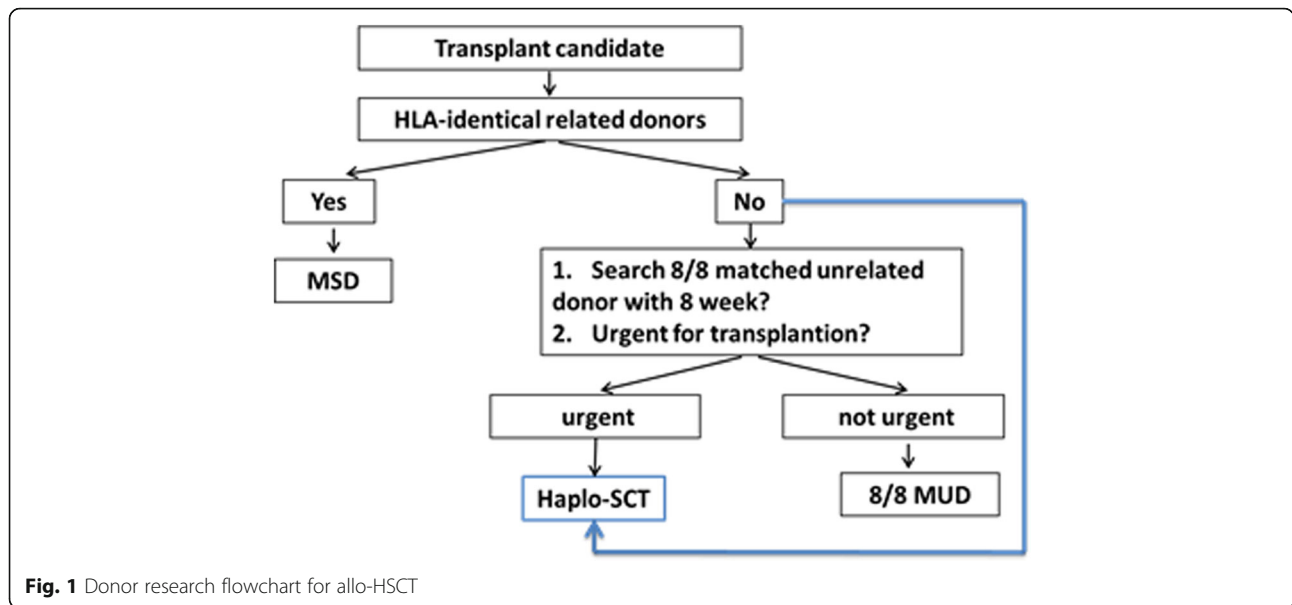 Transplant candidate
HLA-identical related donors
Yes
No
MSD
1. Search 8/8 matched unrelated
donor with 8 week?
2. Urgent for transplantion?
urgent
not urgent
Haplo-SCT
8/8 MUD
Fig. 1 Donor research flowchart for allo-HSCT